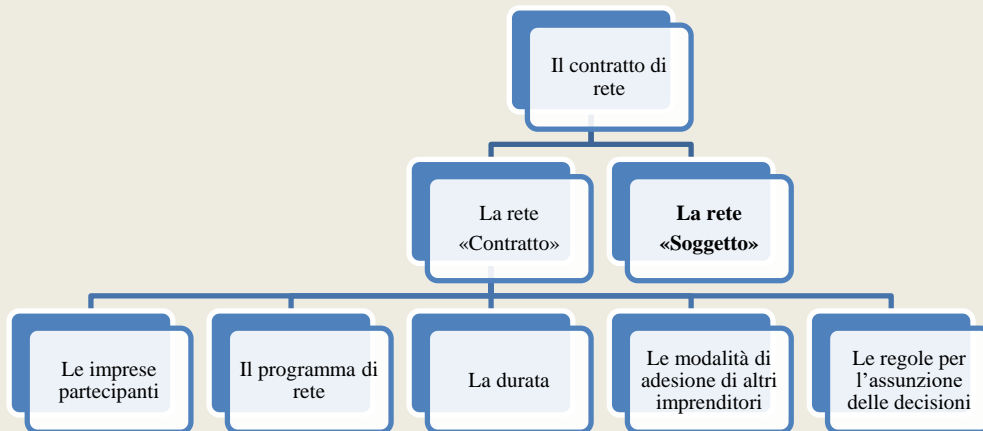 Il contratto di
rete
La rete
«Contratto»
La rete
«Soggetto»
Le imprese
partecipanti
Il programma di
rete
La durata
Le modalità di
adesione di altri
imprenditori
Le regole per
l’assunzione
delle decisioni